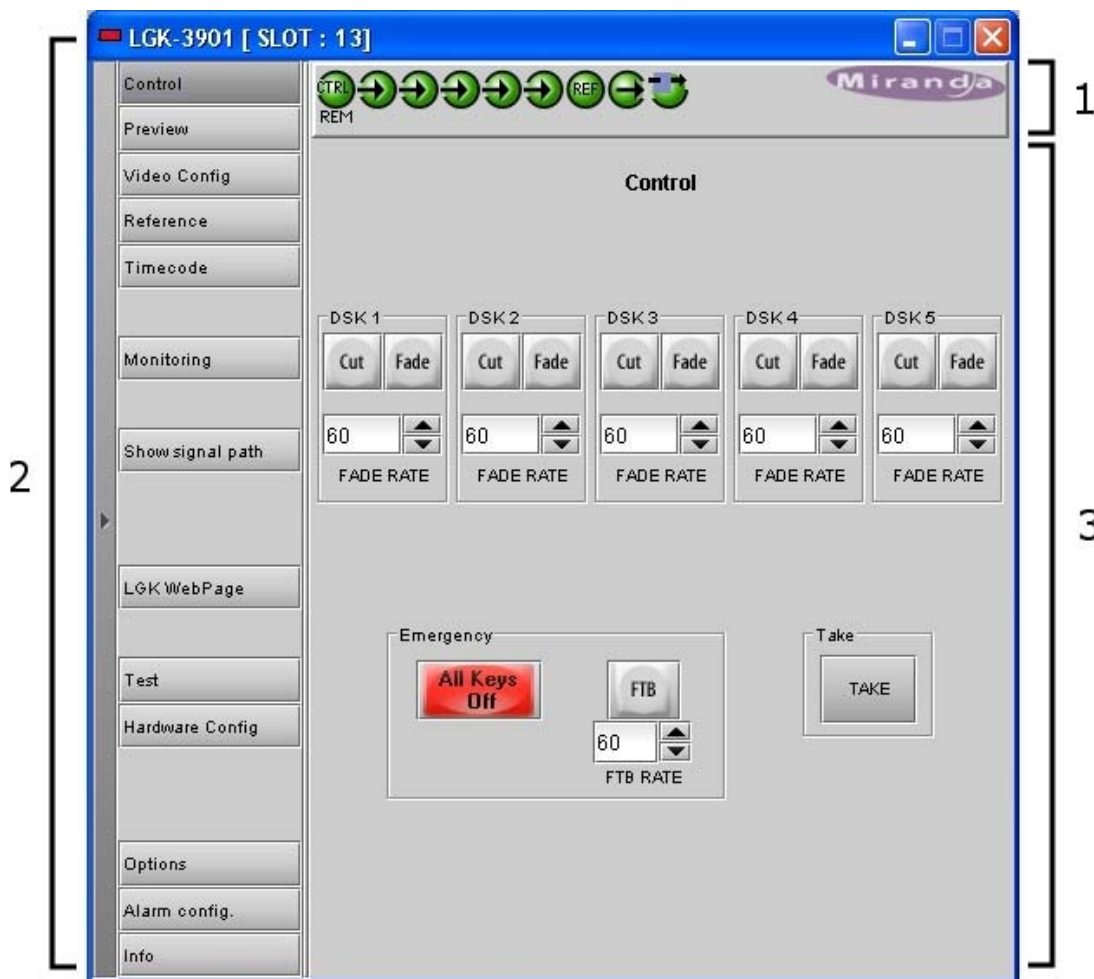 LGK-3901 [ SLOT : 13]
CTRL
REF
REM
Miranda
1
2
Control
Preview
Video Config
Reference
Timecode
Monitoring
Show signal path
LGK WebPage
Test
Hardware Config
Options
Alarm config.
Info
Control
DSK 1
DSK 2
DSK 3
DSK 4
DSK 5
Cut Fade
Cut Fade
Cut Fade
Cut Fade
Cut Fade
60
60
60
60
60
FADE RATE
FADE RATE
FADE RATE
FADE RATE
FADE RATE
3
Emergency
All Keys
Off
FTB
60
FTB RATE
Take
TAKE